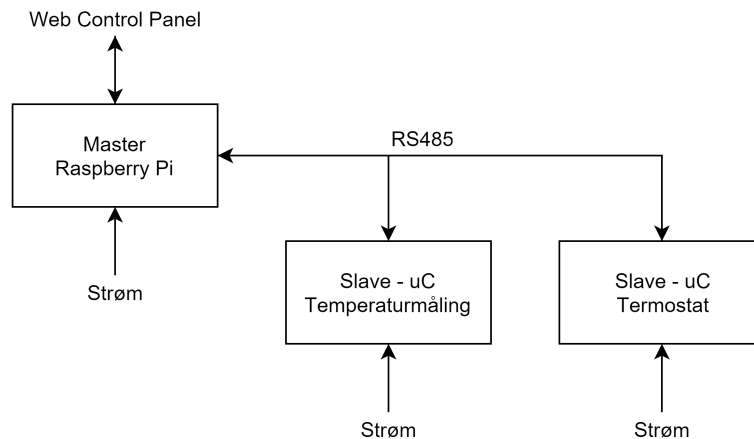 Web Control Panel
Master
Raspberry Pi
RS485
Strøm
Slave - uC
Temperaturmåling
Slave - uC
Termostat
Strøm
Strøm